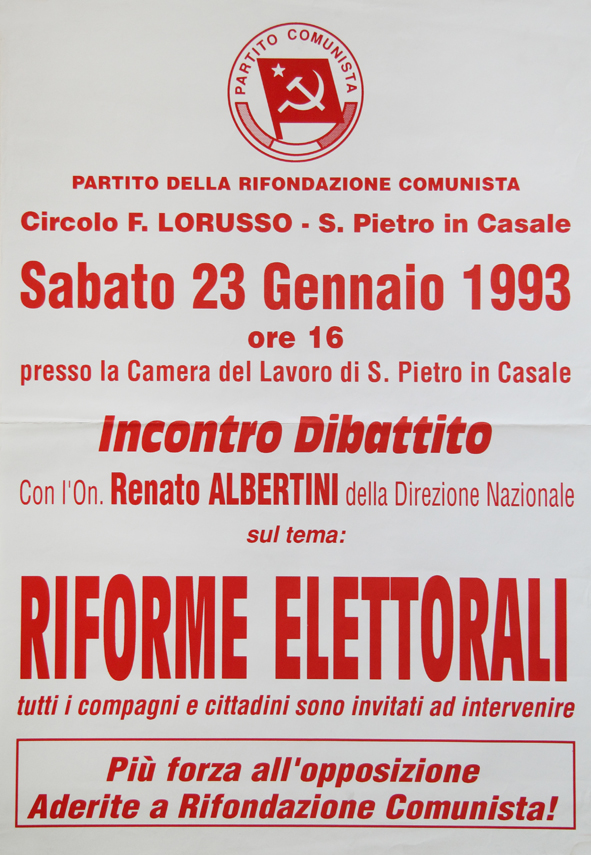 PARTITO COMUNISTA
PARTITO DELLA RIFONDAZIONE COMUNISTA
Circolo F. LORUSSO - S. Pietro in Casale
Sabato 23 Gennaio 1993
ore 16
presso la Camera del Lavoro di S. Pietro in Casale
Incontro Dibattito
Con l'On. Renato ALBERTINI della Direzione Nazionale
sul tema:
RIFORME ELETTORALI
tutti i compagni e cittadini sono invitati ad intervenire
Più forza all'opposizione
Aderite a Rifondazione Comunista!